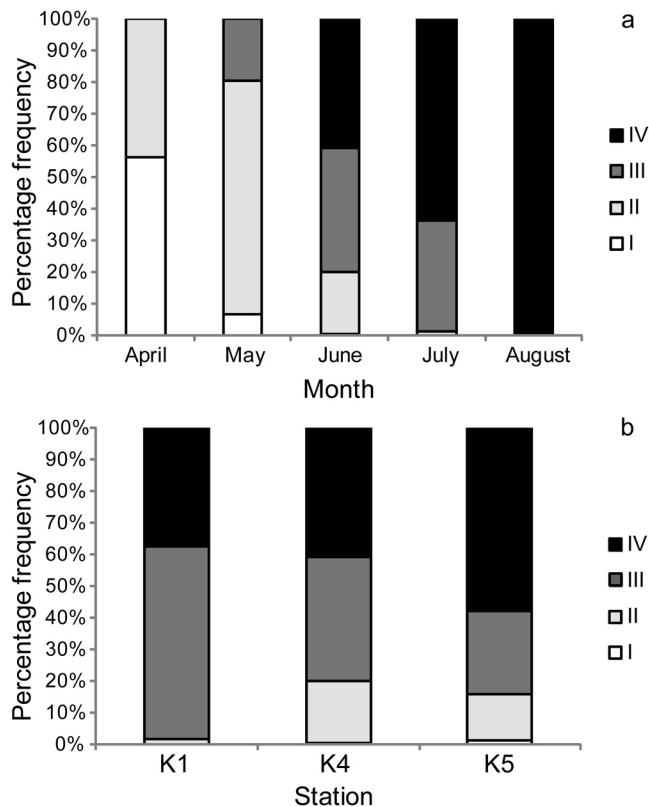 a
100%
90%
80%
70%
60%
50%
40%
30%
20%
10%
0%
Percentage frequency
April May June July August
Month
IV
III
II
I
b
100%
90%
80%
70%
60%
50%
40%
30%
20%
10%
0%
Percentage frequency
K1 K4 K5
Station
IV
III
II
I